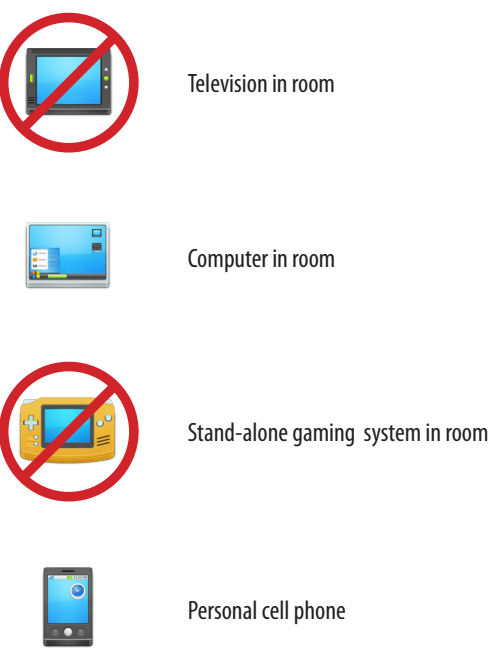 Television in room
Computer in room
Stand-alone gaming system in room
Personal cell phone